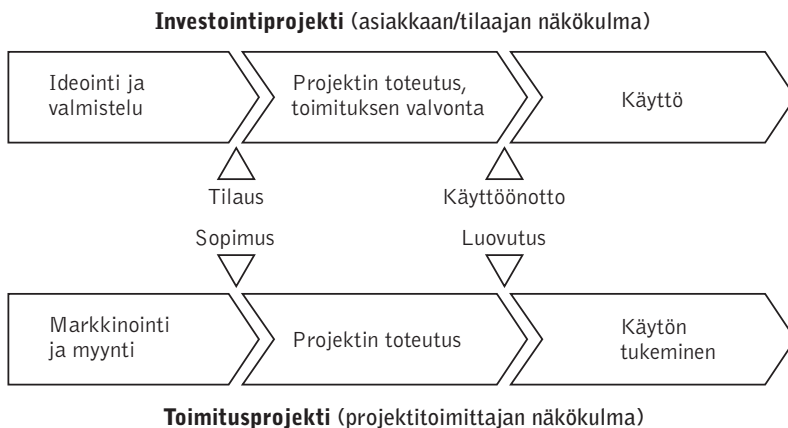 Investointiprojekti (asiakkaan/tilaajan näkökulma)
Ideointi ja
valmistelu
Projektin toteutus,
toimituksen valvonta
Käyttö
Tilaus
Käyttöönotto
Sopimus
Luovutus
Markkinointi
ja myynti
Projektin toteutus
Käytön
tukeminen
Toimitusprojekti (projektitoimittajan näkökulma)